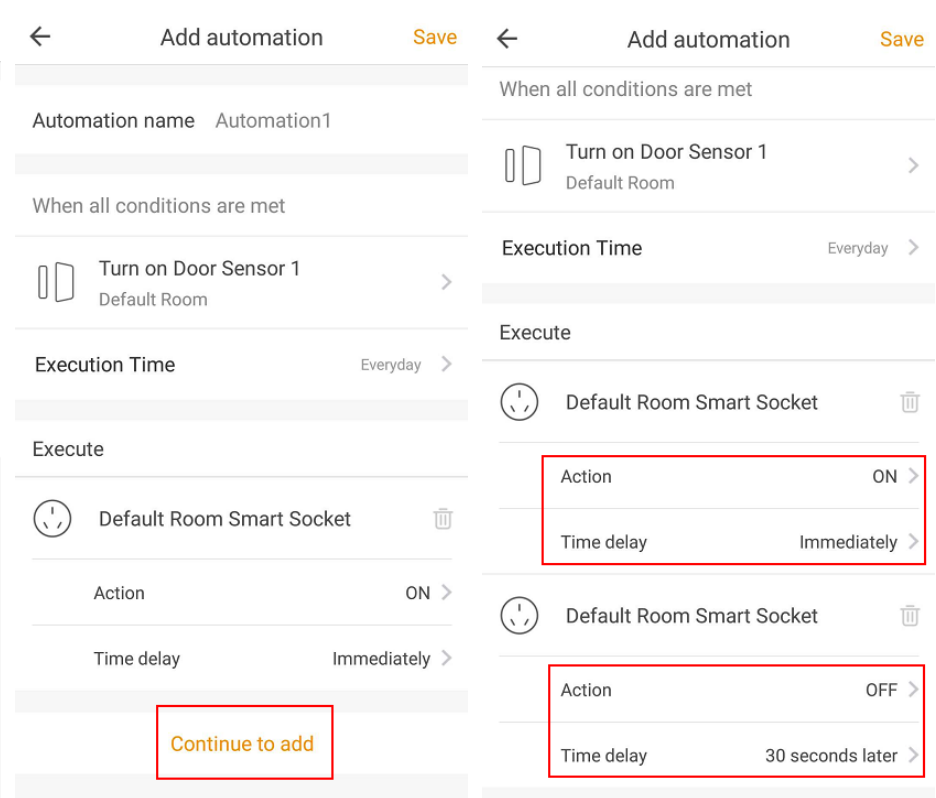 Add automation
Save
Automation name Automation1
When all conditions are met
Turn on Door Sensor 1
Default Room
Execution Time Everyday
Execute
Default Room Smart Socket
Action ON
Time delay Immediately
Continue to add
Add automation
Save
When all conditions are met
Turn on Door Sensor 1
Default Room
Execution Time Everyday
Execute
Default Room Smart Socket
Action ON
Time delay Immediately
Default Room Smart Socket
Action OFF
Time delay 30 seconds later